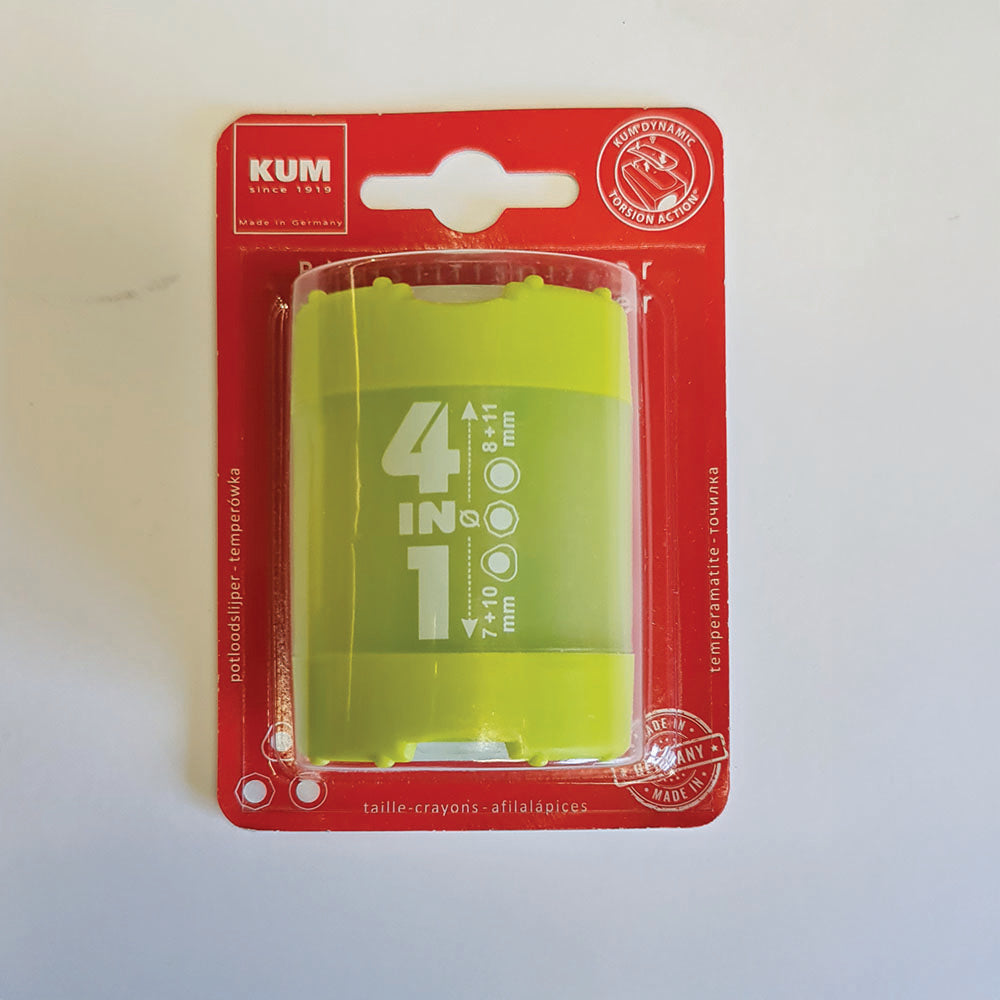 KUM
since 1919
Made in Germany
KUM®DYNAMIC
TORSION ACTION®
4
IN
1
Ø
8+11
mm
7+10
mm
potloodslijper - temperówka
temperamatite - точилка
taille-crayons - afilalápices
MADE IN
GERMANY
MADE IN